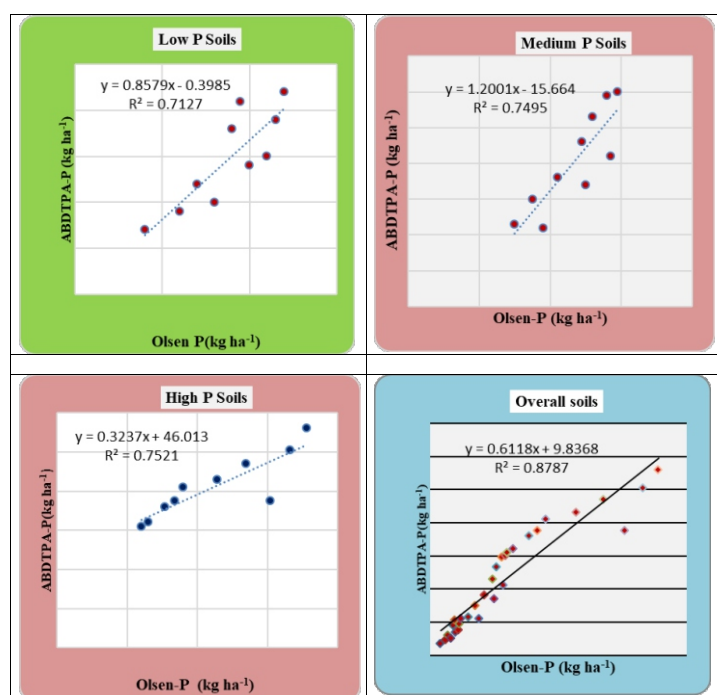 Low P Soils
y = 0.8579x - 0.3985
R² = 0.7127
ABDTPA-P (kg ha⁻¹)
Olsen P(kg ha⁻¹)
Medium P Soils
y = 1.2001x - 15.664
R² = 0.7495
ABDTPA-P (kg ha⁻¹)
Olsen-P (kg ha⁻¹)
High P Soils
y = 0.3237x + 46.013
R² = 0.7521
ABDTPA-P(kg ha⁻¹)
Olsen-P (kg ha⁻¹)
Overall soils
y = 0.6118x + 9.8368
R² = 0.8787
ABDTPA-P(kg ha⁻¹)
Olsen-P (kg ha⁻¹)